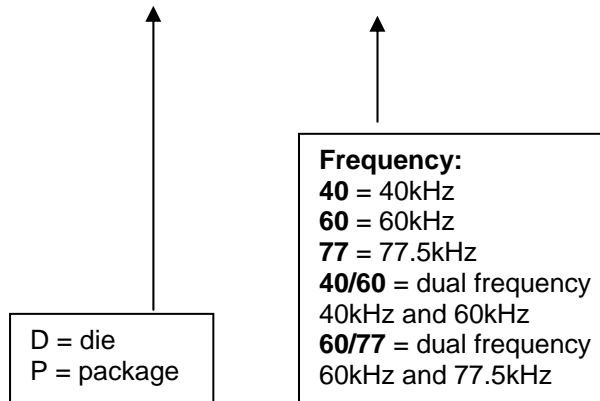 Frequency:
40 = 40kHz
60 = 60kHz
77 = 77.5kHz
40/60 = dual frequency
40kHz and 60kHz
60/77 = dual frequency
60kHz and 77.5kHz
D = die
P = package